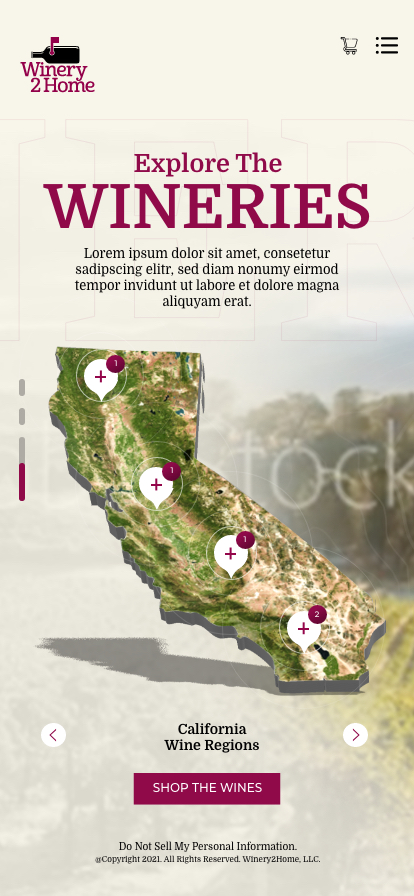 Winery
2 Home
Explore The
WINERIES
Lorem ipsum dolor sit amet, consetetur
sadipscing elitr, sed diam nonumy eirmod
tempor invidunt ut labore et dolore magna
aliquyam erat.
1
1
tock
1
2
California
Wine Regions
SHOP THE WINES
Do Not Sell My Personal Information.
@Copyright 2021. All Rights Reserved. Winery2Home, LLC.